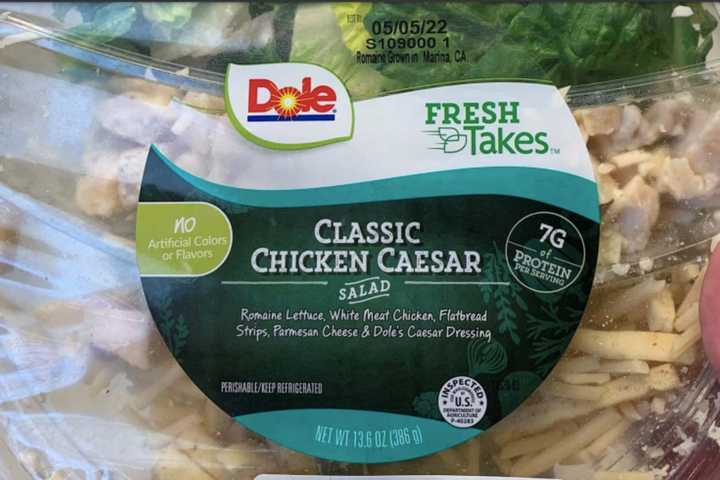 05/05/22
S109000 1
Romaine Grown in Marina, CA
Dole
FRESH
Takes™
NO
Artificial Colors
or Flavors
CLASSIC
CHICKEN CAESAR
SALAD
7G
of
PROTEIN
PER SERVING
Romaine Lettuce, White Meat Chicken, Flatbread
Strips, Parmesan Cheese & Dole's Caesar Dressing
PERISHABLE/KEEP REFRIGERATED
INSPECTED
U.S.
DEPARTMENT OF
AGRICULTURE
P-40283
NET WT 13.6 OZ (386 g)